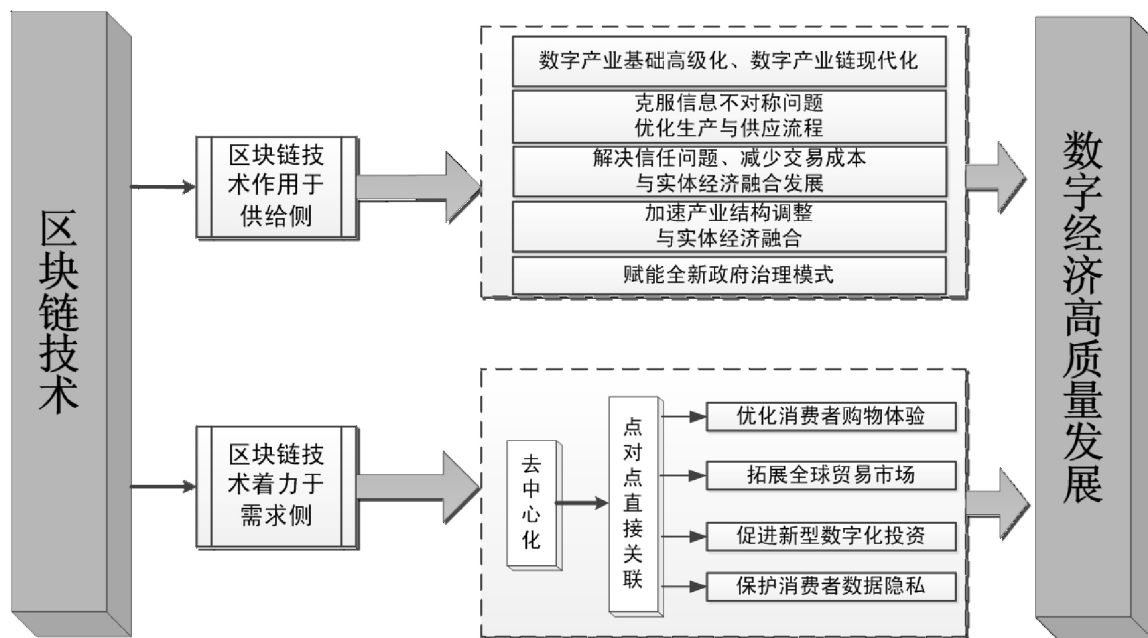 区块链技术
区块链技
术作用于
供给侧
数字产业基础高级化、数字产业链现代化
克服信息不对称问题
优化生产与供应流程
解决信任问题、减少交易成本
与实体经济融合发展
加速产业结构调整
与实体经济融合
赋能全新政府治理模式
区块链技
术着力于
需求侧
去中心化
点对点直接关联
优化消费者购物体验
拓展全球贸易市场
促进新型数字化投资
保护消费者数据隐私
数字经济高质量发展